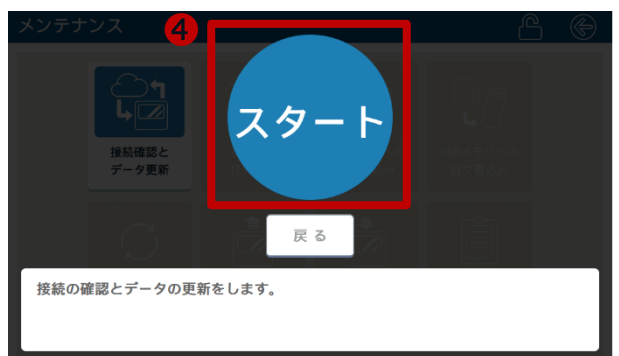 メンテナンス
4
スタート
接続確認と
データ更新
戻る
接続の確認とデータの更新をします。